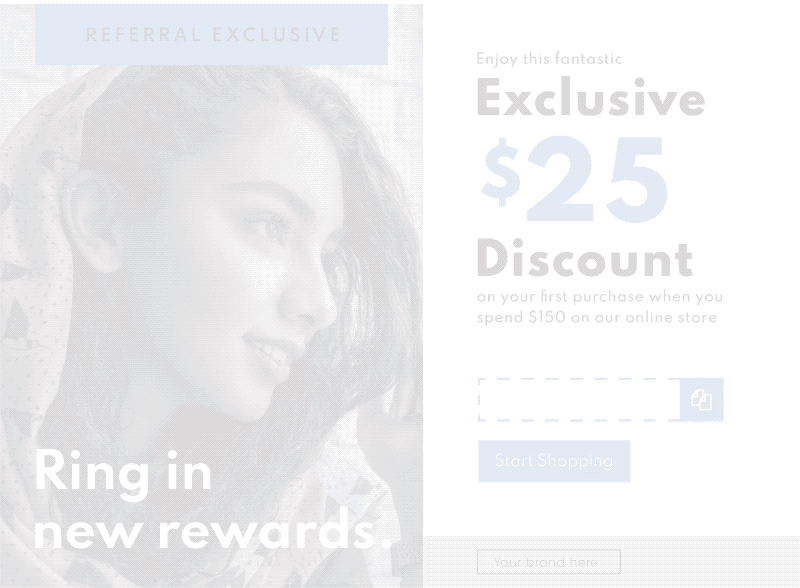 REFERRAL EXCLUSIVE
Ring in
new rewards.
Enjoy this fantastic
Exclusive
$25
Discount
on your first purchase when you
spend $150 on our online store
Start Shopping
Your brand here